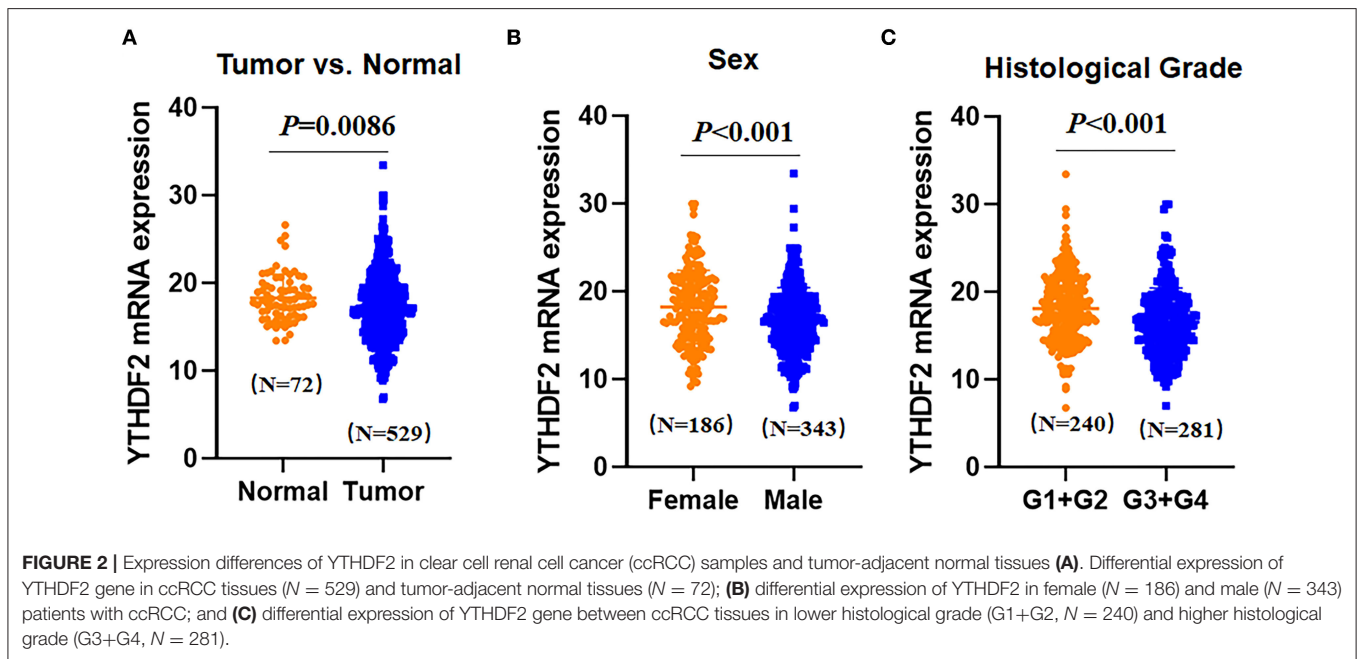 A
Tumor vs. Normal
YTHDF2 mRNA expression
40
30
20
10
0
P=0.0086
(N=72)
(N=529)
Normal Tumor
B
Sex
YTHDF2 mRNA expression
40
30
20
10
0
P<0.001
(N=186)
(N=343)
Female Male
C
Histological Grade
YTHDF2 mRNA expression
40
30
20
10
0
P<0.001
(N=240)
(N=281)
G1+G2 G3+G4
FIGURE 2 | Expression differences of YTHDF2 in clear cell renal cell cancer (ccRCC) samples and tumor-adjacent normal tissues (A). Differential expression of
YTHDF2 gene in ccRCC tissues (N = 529) and tumor-adjacent normal tissues (N = 72); (B) differential expression of YTHDF2 in female (N = 186) and male (N = 343)
patients with ccRCC; and (C) differential expression of YTHDF2 gene between ccRCC tissues in lower histological grade (G1+G2, N = 240) and higher histological
grade (G3+G4, N = 281).